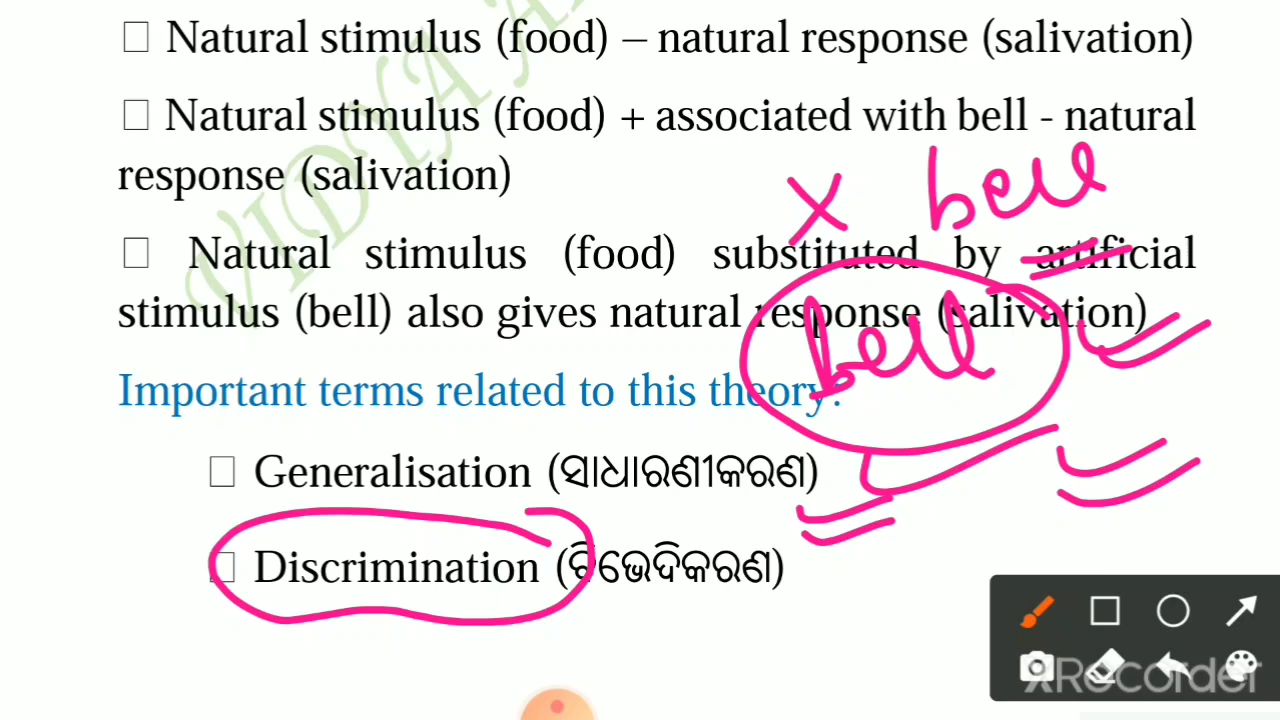 □ Natural stimulus (food) – natural response (salivation)
□ Natural stimulus (food) + associated with bell - natural
response (salivation)
x bell
□ Natural stimulus (food) substituted by artificial
stimulus (bell) also gives natural response (salivation)
bell
Important terms related to this theory:
□ Generalisation (ସାଧାରଣୀକରଣ)
□ Discrimination (ବିଭେଦିକରଣ)
XRecorder